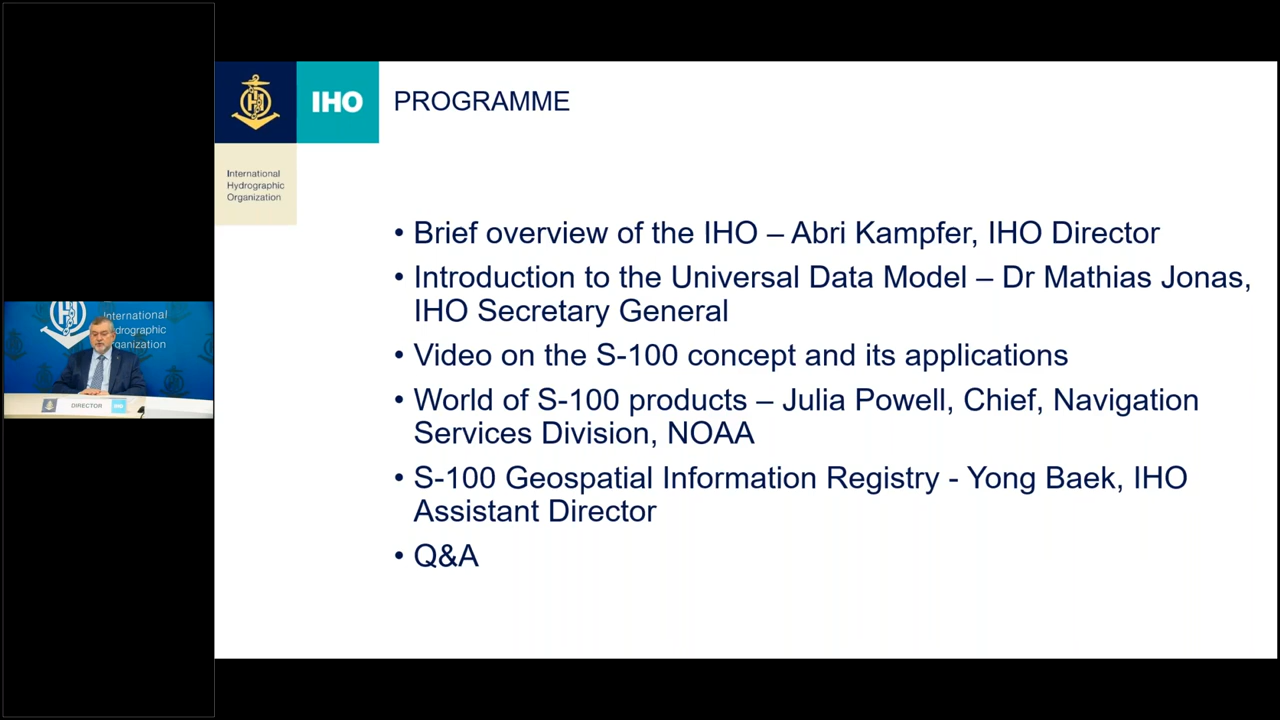 IHO
PROGRAMME
International
Hydrographic
Organization
• Brief overview of the IHO – Abri Kampfer, IHO Director
• Introduction to the Universal Data Model – Dr Mathias Jonas,
IHO Secretary General
• Video on the S-100 concept and its applications
• World of S-100 products – Julia Powell, Chief, Navigation
Services Division, NOAA
• S-100 Geospatial Information Registry - Yong Baek, IHO
Assistant Director
• Q&A
International
Hydrographic
Organization
DIRECTOR